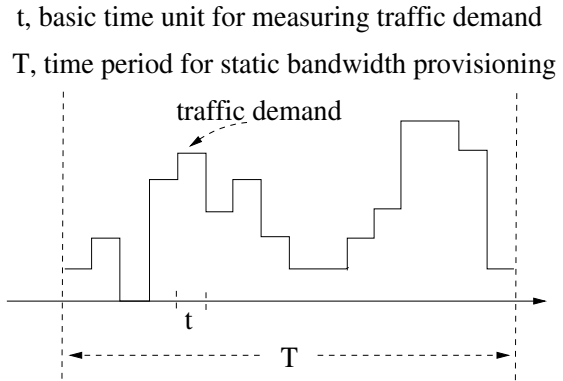 t, basic time unit for measuring traffic demand
T, time period for static bandwidth provisioning
traffic demand
t
T